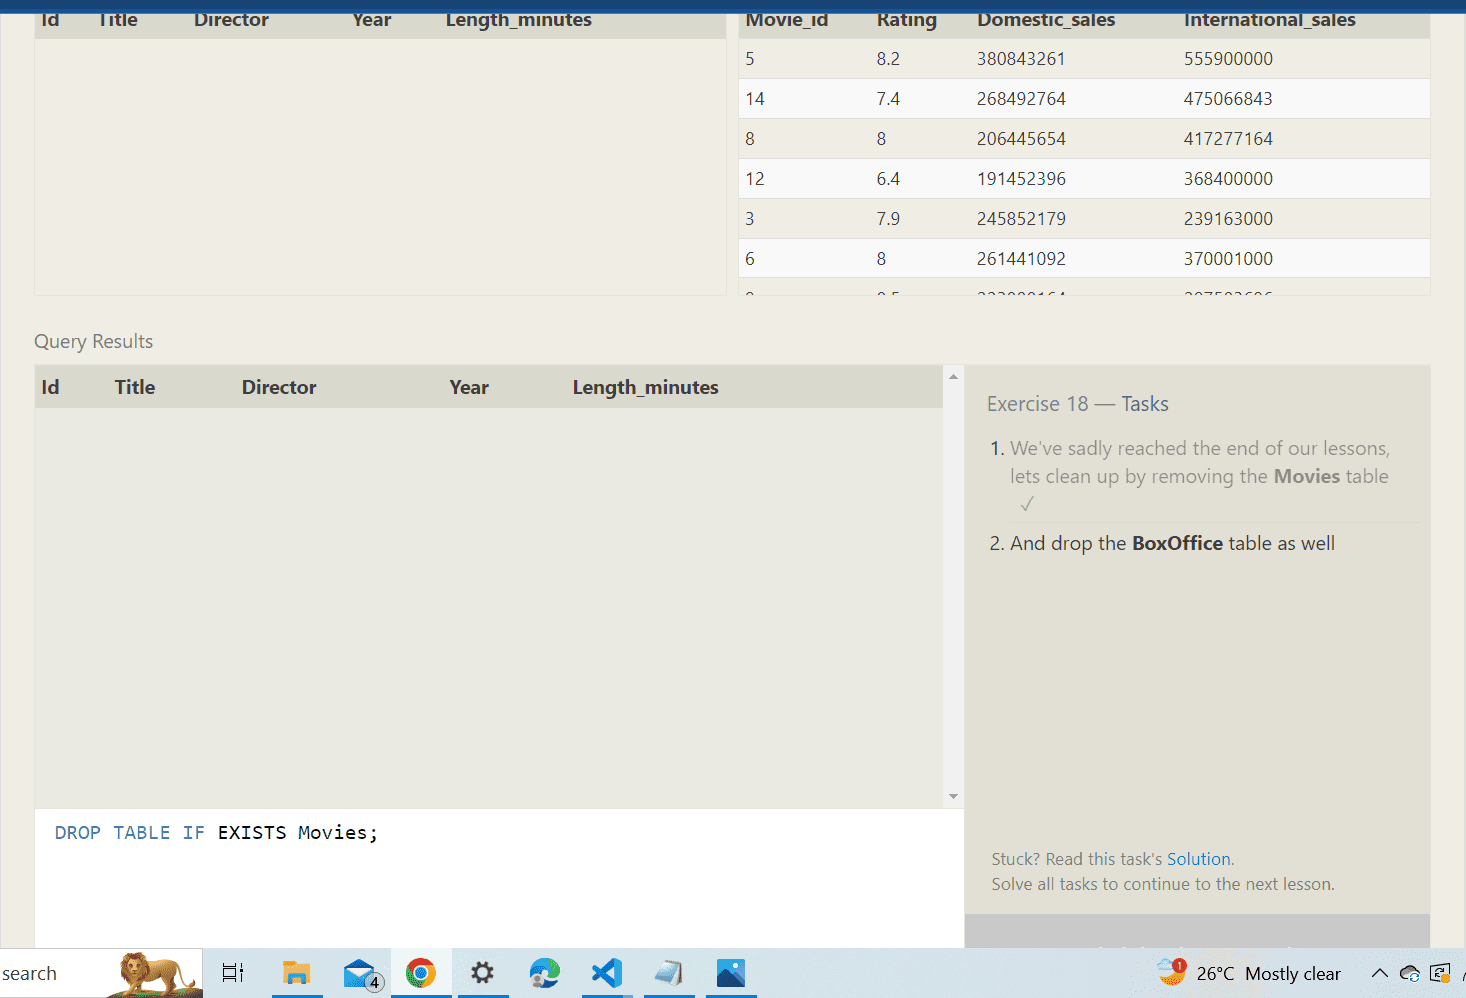 Id Title Director Year Length_minutes
Movie_id Rating Domestic_sales International_sales
5 8.2 380843261 555900000
14 7.4 268492764 475066843
8 8 206445654 417277164
12 6.4 191452396 368400000
3 7.9 245852179 239163000
6 8 261441092 370001000
Query Results
Id Title Director Year Length_minutes
Exercise 18 — Tasks
1. We've sadly reached the end of our lessons,
lets clean up by removing the Movies table
✓
2. And drop the BoxOffice table as well
DROP TABLE IF EXISTS Movies;
Stuck? Read this task's Solution.
Solve all tasks to continue to the next lesson.
search
4
1
26°C Mostly clear